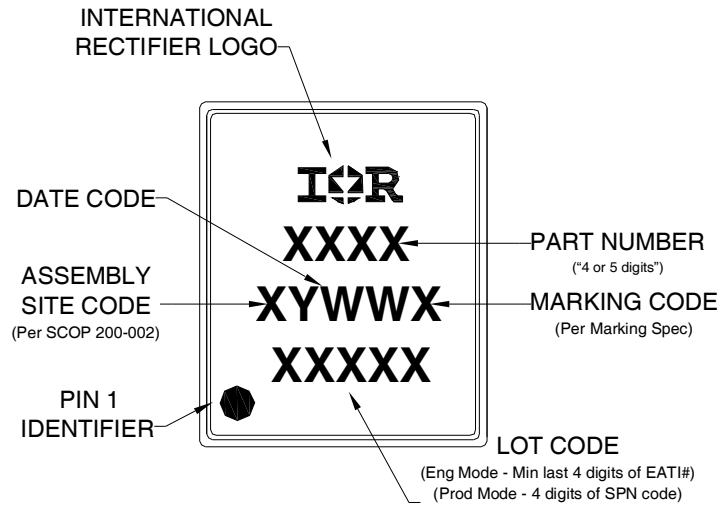 INTERNATIONAL
RECTIFIER LOGO
IOR
DATE CODE
XXXX
PART NUMBER
(“4 or 5 digits”)
ASSEMBLY
SITE CODE
(Per SCOP 200-002)
XYWWX
MARKING CODE
(Per Marking Spec)
XXXXX
PIN 1
IDENTIFIER
LOT CODE
(Eng Mode - Min last 4 digits of EATI#)
(Prod Mode - 4 digits of SPN code)